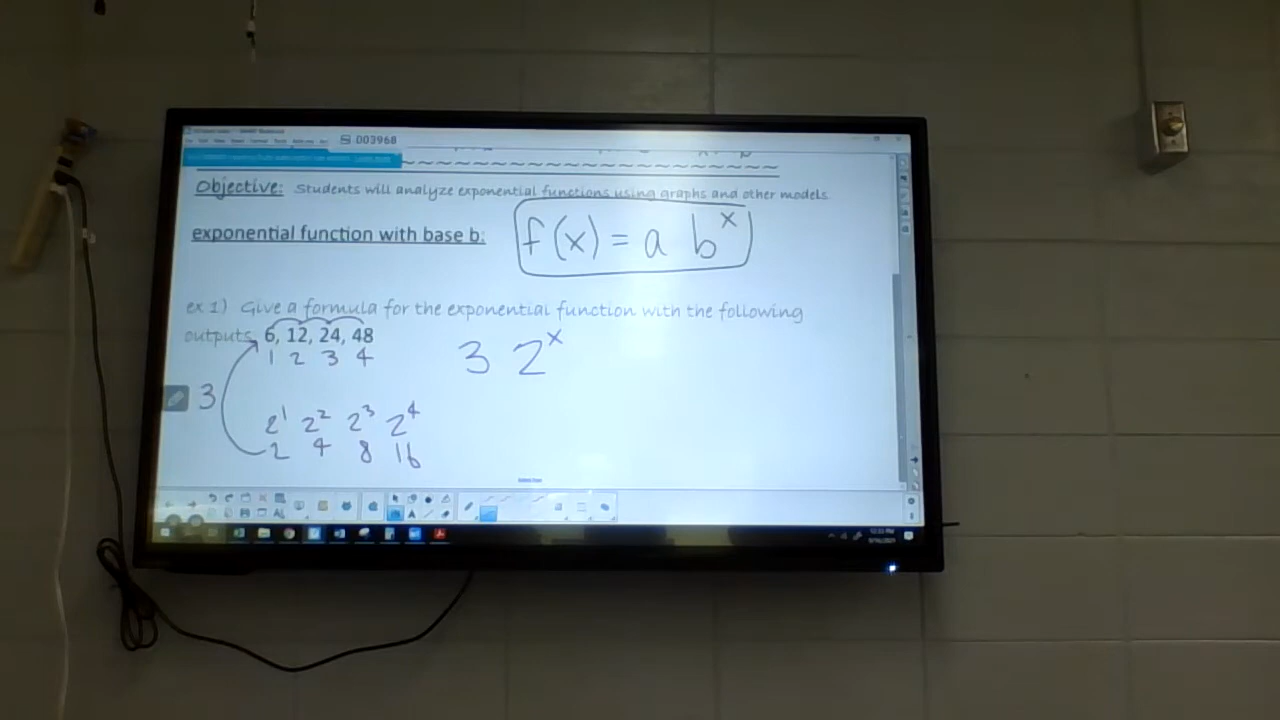 003968
Objective: Students will analyze exponential functions using graphs and other models.
exponential function with base b: f(x) = a b^x
ex 1) Give a formula for the exponential function with the following
outputs 6, 12, 24, 48
1 2 3 4
3 2^x
3
2^1 2^2 2^3 2^4
2 4 8 16